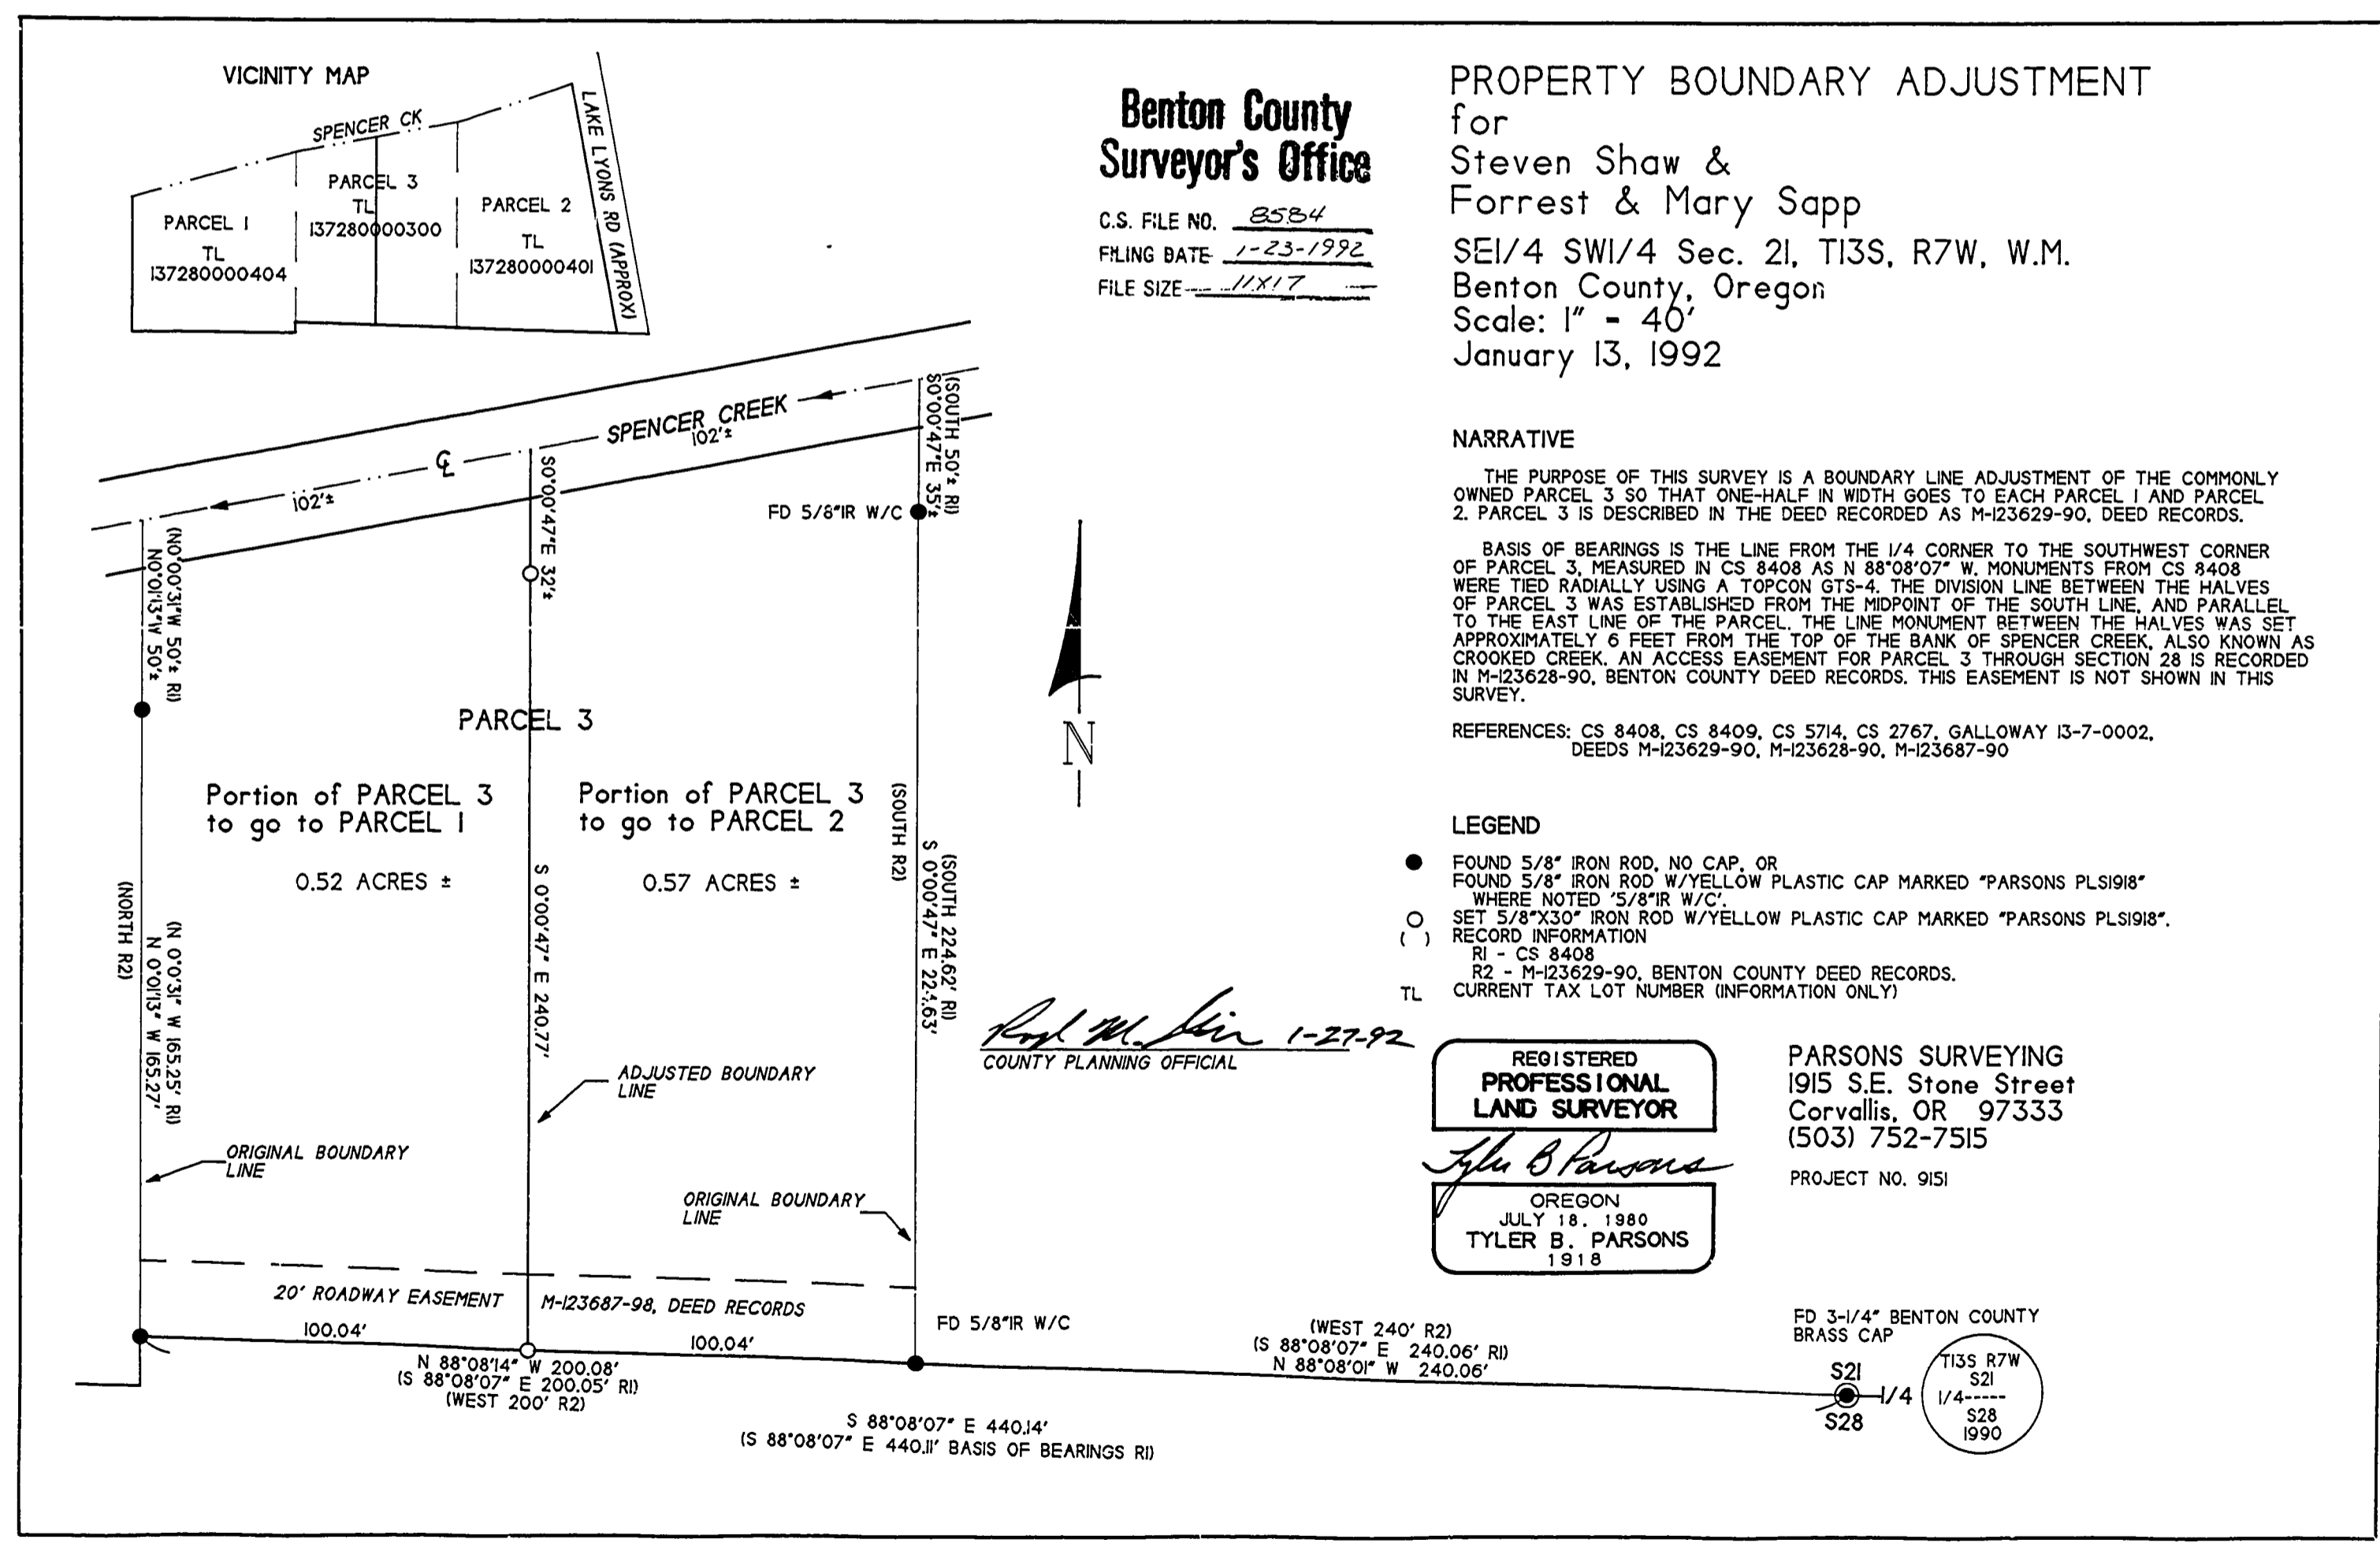 VICINITY MAP
SPENCER CK
LAKE LYONS RD (APPROX)
PARCEL 1
TL
137280000404
PARCEL 3
TL
137280000300
PARCEL 2
TL
137280000401
Benton County
Surveyor's Office
C.S. FILE NO. 8584
FILING DATE 1-23-1992
FILE SIZE 11X17
PROPERTY BOUNDARY ADJUSTMENT
for
Steven Shaw &
Forrest & Mary Sapp
SE1/4 SW1/4 Sec. 21, T13S, R7W, W.M.
Benton County, Oregon
Scale: 1" - 40'
January 13, 1992
NARRATIVE
THE PURPOSE OF THIS SURVEY IS A BOUNDARY LINE ADJUSTMENT OF THE COMMONLY
OWNED PARCEL 3 SO THAT ONE-HALF IN WIDTH GOES TO EACH PARCEL 1 AND PARCEL
2. PARCEL 3 IS DESCRIBED IN THE DEED RECORDED AS M-123629-90, DEED RECORDS.
BASIS OF BEARINGS IS THE LINE FROM THE 1/4 CORNER TO THE SOUTHWEST CORNER
OF PARCEL 3, MEASURED IN CS 8408 AS N 88°08'07" W. MONUMENTS FROM CS 8408
WERE TIED RADIALLY USING A TOPCON GTS-4. THE DIVISION LINE BETWEEN THE HALVES
OF PARCEL 3 WAS ESTABLISHED FROM THE MIDPOINT OF THE SOUTH LINE, AND PARALLEL
TO THE EAST LINE OF THE PARCEL. THE LINE MONUMENT BETWEEN THE HALVES WAS SET
APPROXIMATELY 6 FEET FROM THE TOP OF THE BANK OF SPENCER CREEK, ALSO KNOWN AS
CROOKED CREEK. AN ACCESS EASEMENT FOR PARCEL 3 THROUGH SECTION 28 IS RECORDED
IN M-123628-90, BENTON COUNTY DEED RECORDS. THIS EASEMENT IS NOT SHOWN IN THIS
SURVEY.
REFERENCES: CS 8408, CS 8409, CS 5714, CS 2767, GALLOWAY 13-7-0002,
DEEDS M-123629-90, M-123628-90, M-123687-90
LEGEND
FOUND 5/8" IRON ROD, NO CAP, OR
FOUND 5/8" IRON ROD W/YELLOW PLASTIC CAP MARKED "PARSONS PLS1918"
WHERE NOTED '5/8"IR W/C'.
SET 5/8"X30" IRON ROD W/YELLOW PLASTIC CAP MARKED "PARSONS PLS1918".
( ) RECORD INFORMATION
R1 - CS 8408
R2 - M-123629-90, BENTON COUNTY DEED RECORDS.
TL CURRENT TAX LOT NUMBER (INFORMATION ONLY)
SPENCER CREEK
102'±
102'±
℄
(SOUTH 50'± R1)
S0°00'47"E 35'±
FD 5/8"IR W/C
S0°00'47"E 32'±
(N0°00'31"W 50'± R1)
N0°01'13"W 50'±
N
PARCEL 3
Portion of PARCEL 3
to go to PARCEL 1
0.52 ACRES ±
Portion of PARCEL 3
to go to PARCEL 2
0.57 ACRES ±
(NORTH R2)
(N 0°0'31" W 165.25' R1)
N 0°01'13" W 165.27'
S 0°00'47" E 240.77'
(SOUTH R2)
(SOUTH 224.62' R1)
S 0°00'47" E 224.63'
ADJUSTED BOUNDARY
LINE
ORIGINAL BOUNDARY
LINE
ORIGINAL BOUNDARY
LINE
1-27-92
COUNTY PLANNING OFFICIAL
REGISTERED
PROFESSIONAL
LAND SURVEYOR
Tyler B Parsons
OREGON
JULY 18, 1980
TYLER B. PARSONS
1918
PARSONS SURVEYING
1915 S.E. Stone Street
Corvallis, OR 97333
(503) 752-7515
PROJECT NO. 9151
20' ROADWAY EASEMENT M-123687-98, DEED RECORDS
100.04'
100.04'
N 88°08'14" W 200.08'
(S 88°08'07" E 200.05' R1)
(WEST 200' R2)
FD 5/8"IR W/C
(WEST 240' R2)
(S 88°08'07" E 240.06' R1)
N 88°08'01" W 240.06'
S 88°08'07" E 440.14'
(S 88°08'07" E 440.11' BASIS OF BEARINGS R1)
FD 3-1/4" BENTON COUNTY
BRASS CAP
S21
1/4
S28
T13S R7W
S21
1/4-----
S28
1990